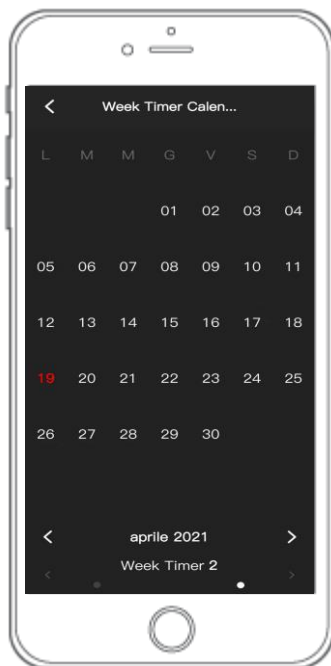 Week Timer Calen...
L M M G V S D
01 02 03 04
05 06 07 08 09 10 11
12 13 14 15 16 17 18
19 20 21 22 23 24 25
26 27 28 29 30
aprile 2021
Week Timer 2